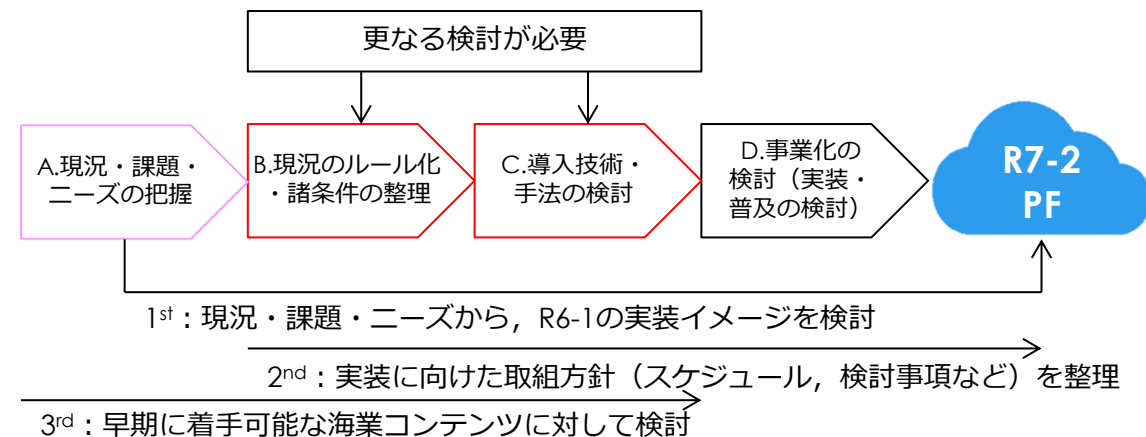 更なる検討が必要
A.現況・課題・
ニーズの把握
B.現況のルール化
・諸条件の整理
C.導入技術・
手法の検討
D.事業化の
検討（実装・
普及の検討）
R7-2
PF
1st：現況・課題・ニーズから，R6-1の実装イメージを検討
2nd：実装に向けた取組方針（スケジュール，検討事項など）を整理
3rd：早期に着手可能な海業コンテンツに対して検討